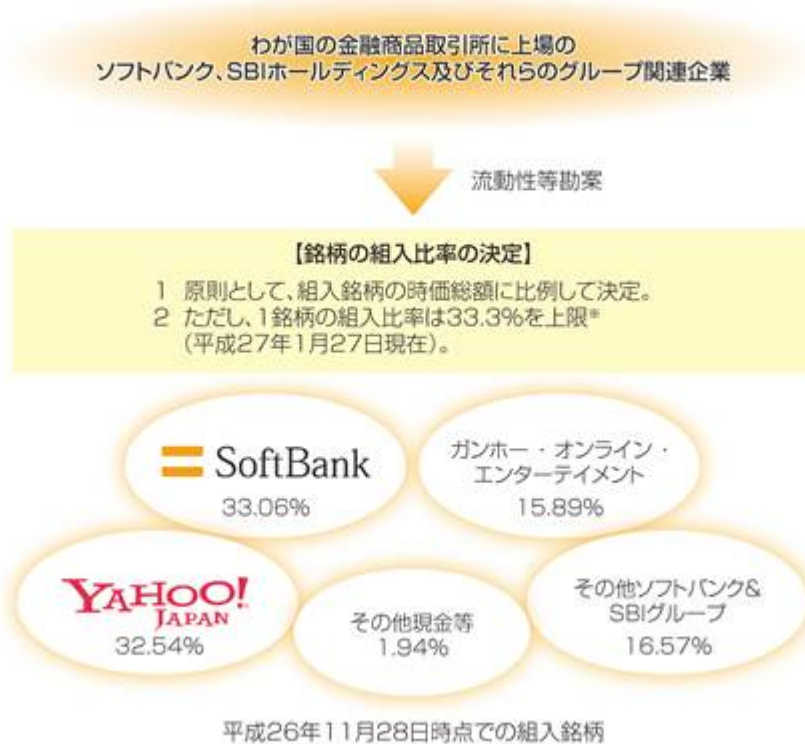 わが国の金融商品取引所に上場の
ソフトバンク、SBIホールディングス及びそれらのグループ関連企業
流動性等勘案
【銘柄の組入比率の決定】
1 原則として、組入銘柄の時価総額に比例して決定。
2 ただし、1銘柄の組入比率は33.3%を上限*
(平成27年1月27日現在)。
SoftBank
33.06%
ガンホー・オンライン・
エンターテイメント
15.89%
YAHOO!
JAPAN
32.54%
その他現金等
1.94%
その他ソフトバンク&
SBIグループ
16.57%
平成26年11月28日時点での組入銘柄